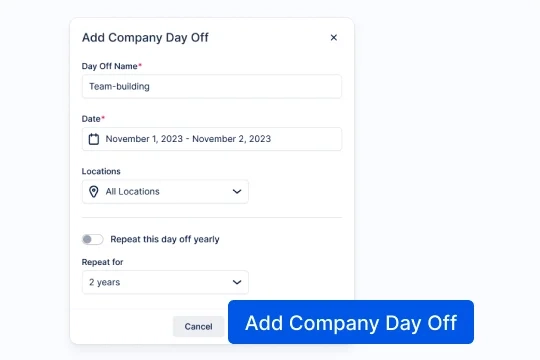 Add Company Day Off
Day Off Name*
Team-building
Date*
November 1, 2023 - November 2, 2023
Locations
All Locations
Repeat this day off yearly
Repeat for
2 years
Cancel
Add Company Day Off